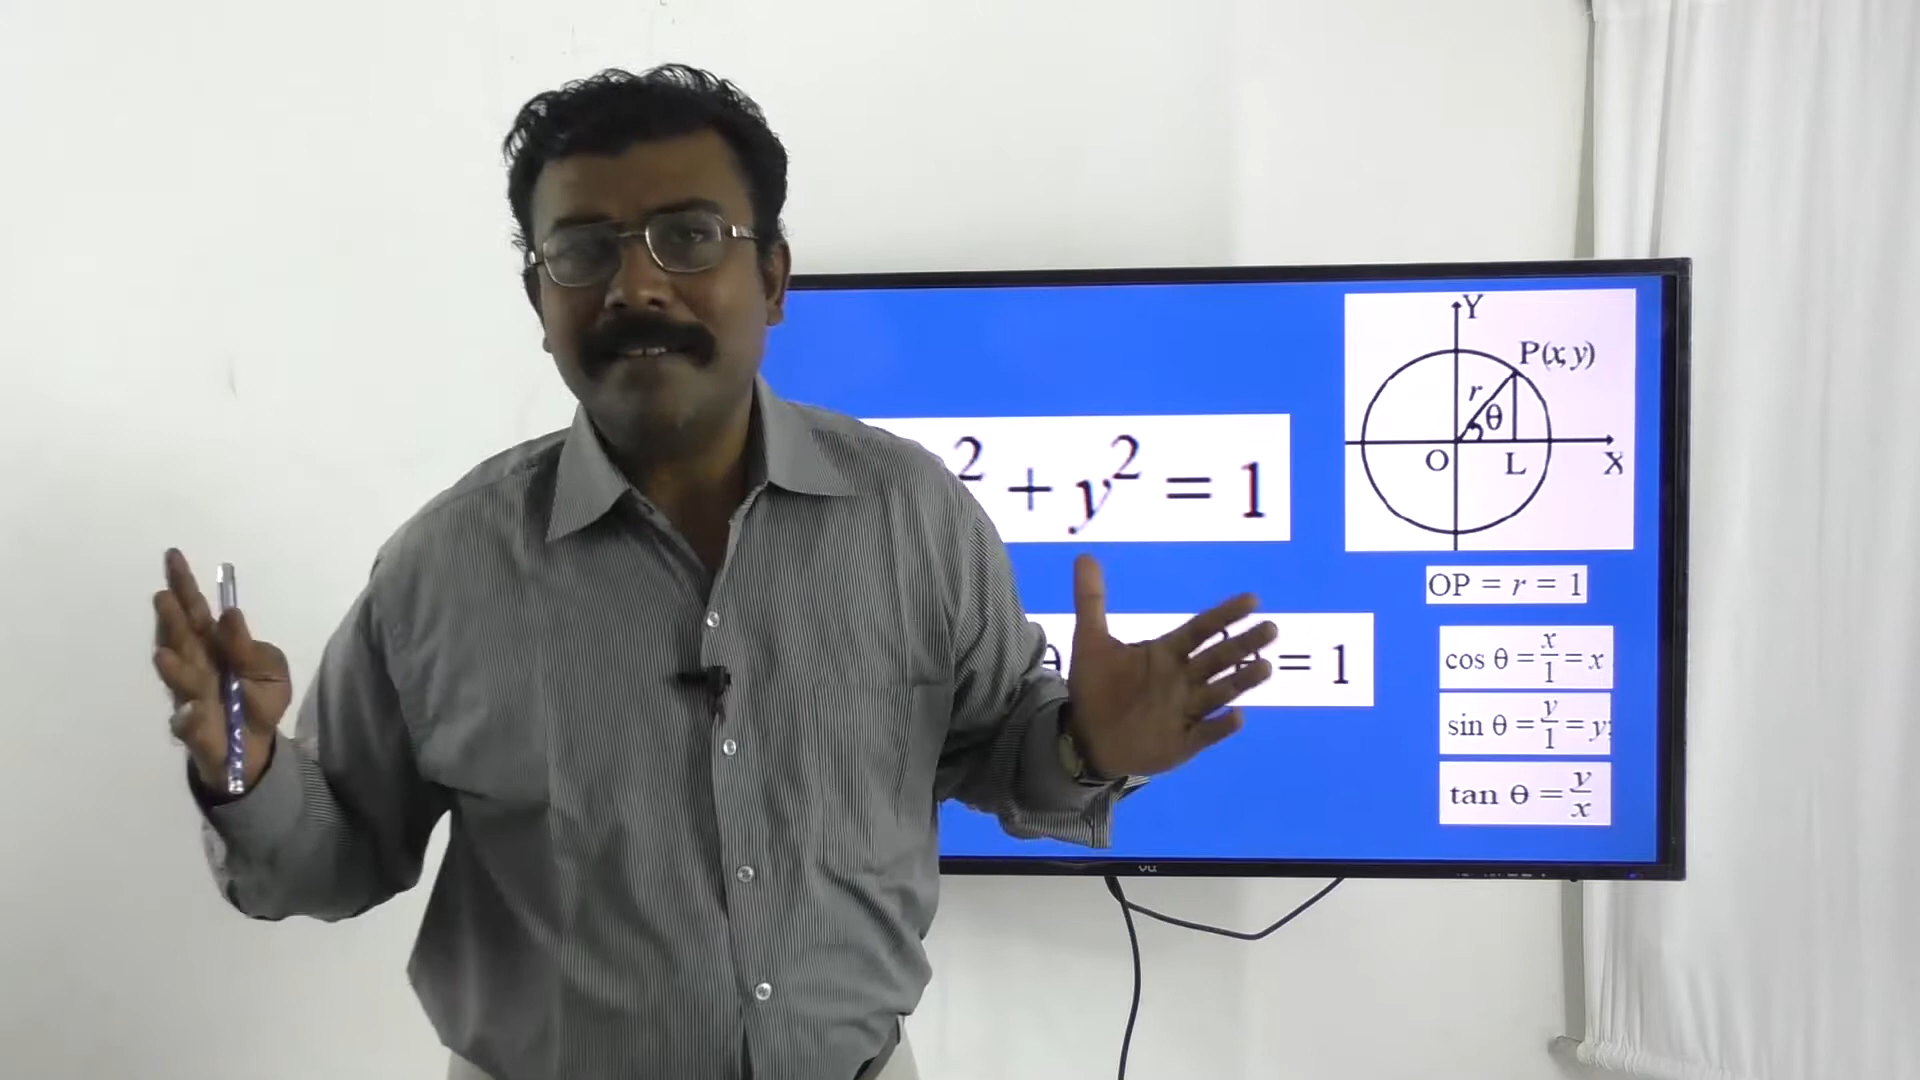 ² + y² = 1
θ = 1
Y
P(x, y)
r
θ
O
L
X
OP = r = 1
cos θ = x/1 = x
sin θ = y/1 = y;
tan θ = y/x